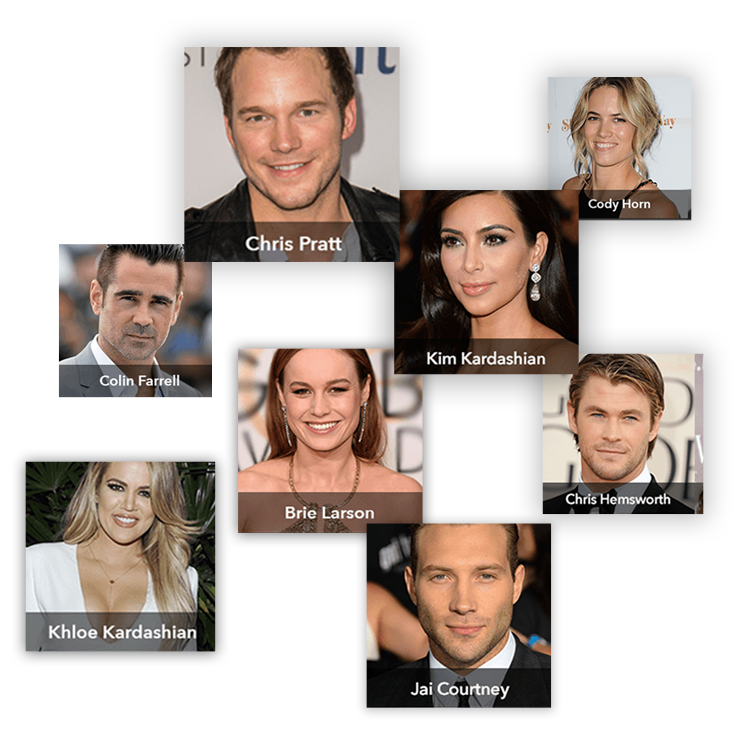 Chris Pratt
Cody Horn
Kim Kardashian
Colin Farrell
Brie Larson
Chris Hemsworth
Khloe Kardashian
Jai Courtney